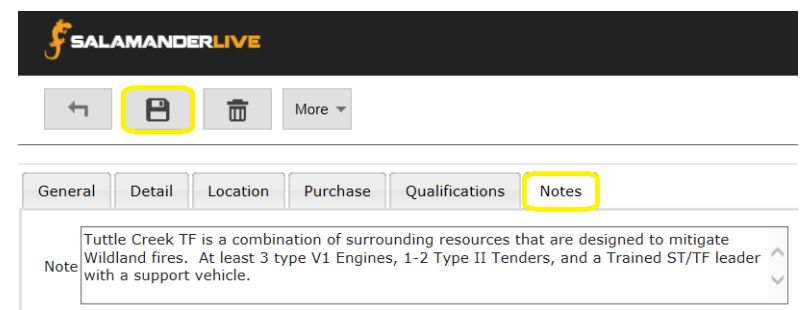 SALAMANDERLIVE
More
General Detail Location Purchase Qualifications Notes
Note
Tuttle Creek TF is a combination of surrounding resources that are designed to mitigate
Wildland fires.  At least 3 type V1 Engines, 1-2 Type II Tenders, and a Trained ST/TF leader
with a support vehicle.